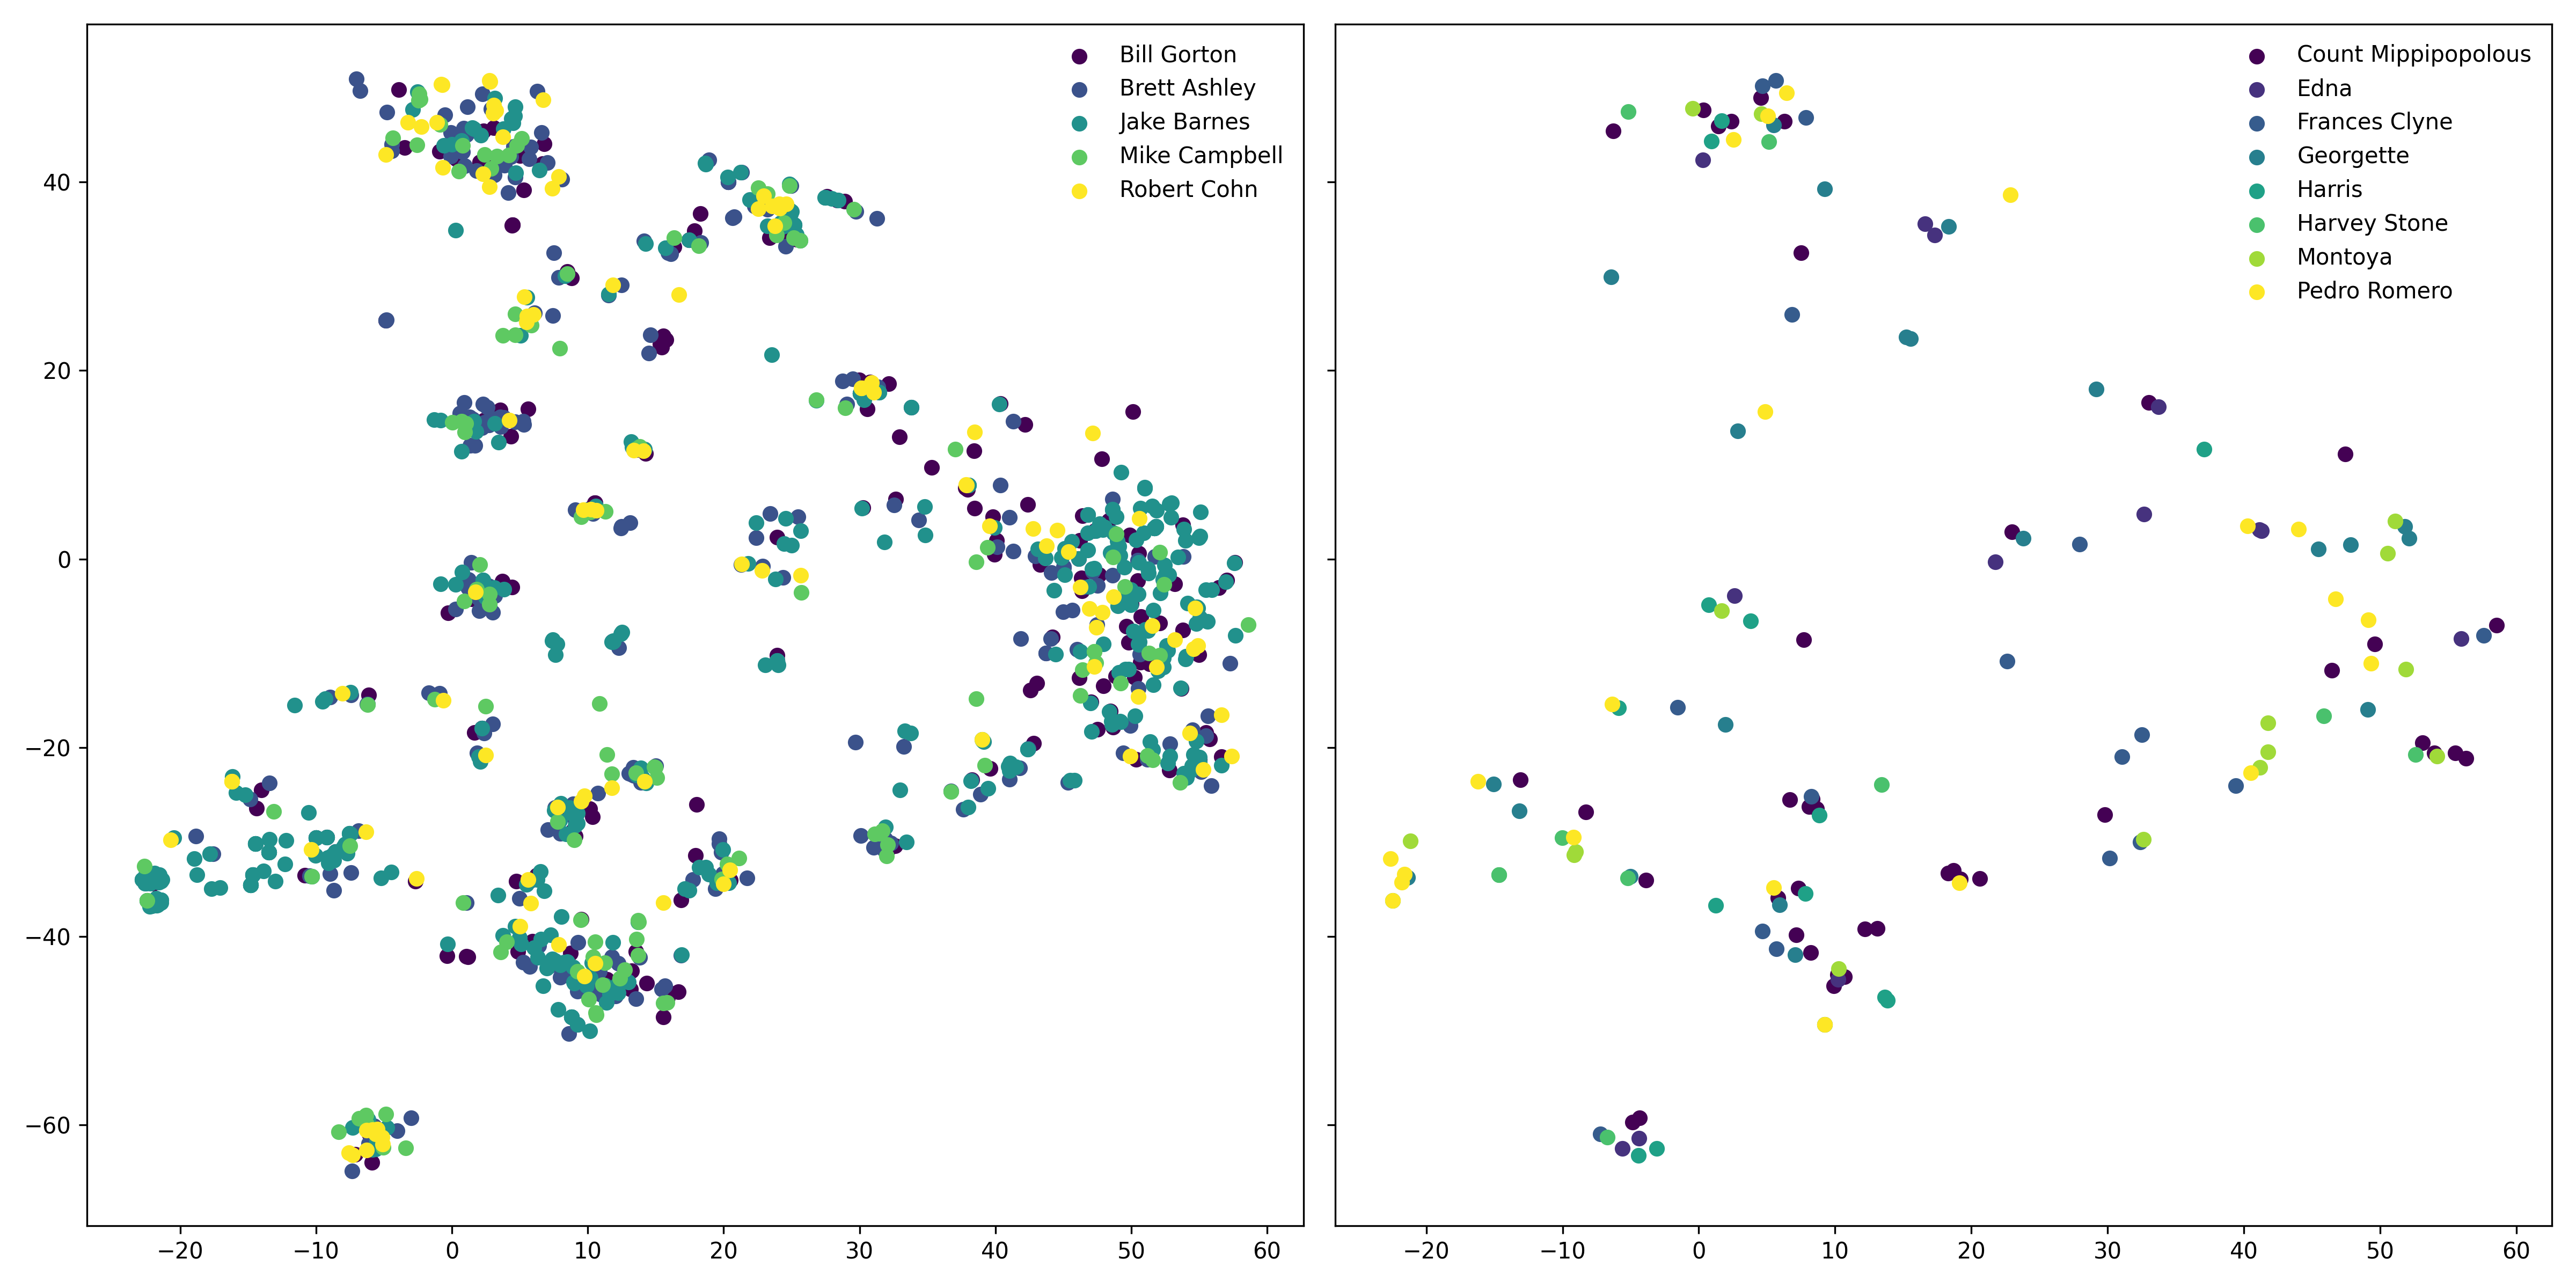 Bill Gorton
Brett Ashley
Jake Barnes
Mike Campbell
Robert Cohn
40
20
0
−20
−40
−60
−20 −10 0 10 20 30 40 50 60
Count Mippipopolous
Edna
Frances Clyne
Georgette
Harris
Harvey Stone
Montoya
Pedro Romero
−20 −10 0 10 20 30 40 50 60